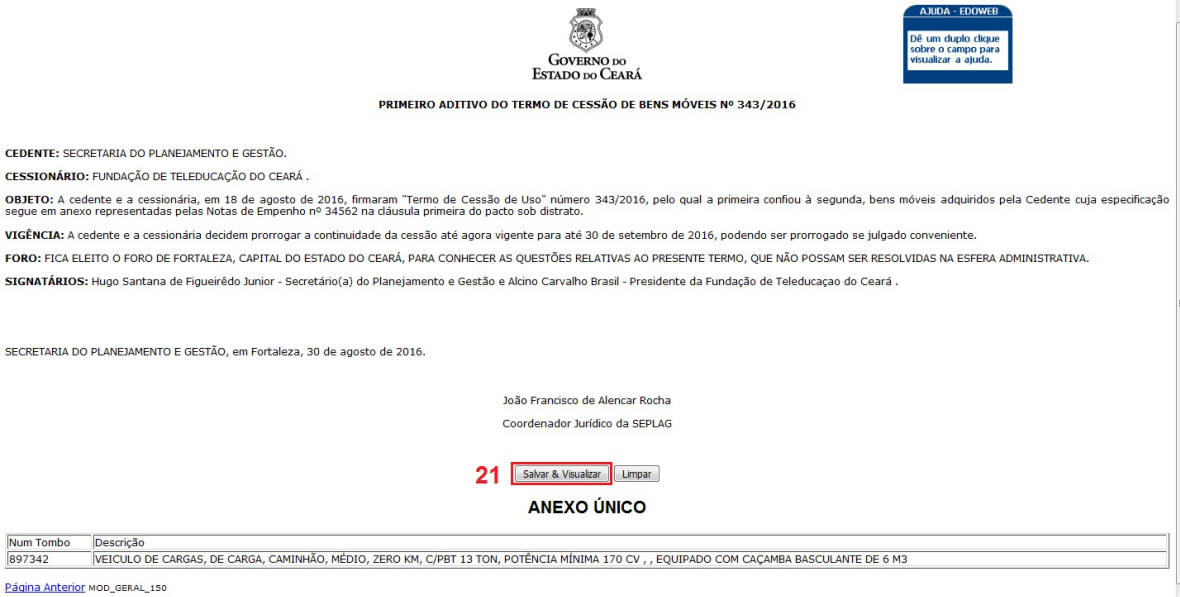 GOVERNO DO
ESTADO DO CEARÁ
AJUDA - EDOWEB
Dê um duplo clique
sobre o campo para
visualizar a ajuda.
PRIMEIRO ADITIVO DO TERMO DE CESSÃO DE BENS MÓVEIS Nº 343/2016
CEDENTE: SECRETARIA DO PLANEJAMENTO E GESTÃO.
CESSIONÁRIO: FUNDAÇÃO DE TELEDUCAÇÃO DO CEARÁ .
OBJETO: A cedente e a cessionária, em 18 de agosto de 2016, firmaram "Termo de Cessão de Uso" número 343/2016, pelo qual a primeira confiou à segunda, bens móveis adquiridos pela Cedente cuja especificação
segue em anexo representadas pelas Notas de Empenho nº 34562 na cláusula primeira do pacto sob distrato.
VIGÊNCIA: A cedente e a cessionária decidem prorrogar a continuidade da cessão até agora vigente para até 30 de setembro de 2016, podendo ser prorrogado se julgado conveniente.
FORO: FICA ELEITO O FORO DE FORTALEZA, CAPITAL DO ESTADO DO CEARÁ, PARA CONHECER AS QUESTÕES RELATIVAS AO PRESENTE TERMO, QUE NÃO POSSAM SER RESOLVIDAS NA ESFERA ADMINISTRATIVA.
SIGNATÁRIOS: Hugo Santana de Figueirêdo Junior - Secretário(a) do Planejamento e Gestão e Alcino Carvalho Brasil - Presidente da Fundação de Teleducaçao do Ceará .
SECRETARIA DO PLANEJAMENTO E GESTÃO, em Fortaleza, 30 de agosto de 2016.
João Francisco de Alencar Rocha
Coordenador Jurídico da SEPLAG
21 Salvar & Visualizar Limpar
ANEXO ÚNICO
Num Tombo Descrição
897342 VEICULO DE CARGAS, DE CARGA, CAMINHÃO, MÉDIO, ZERO KM, C/PBT 13 TON, POTÊNCIA MÍNIMA 170 CV , , EQUIPADO COM CAÇAMBA BASCULANTE DE 6 M3
Página Anterior MOD_GERAL_150